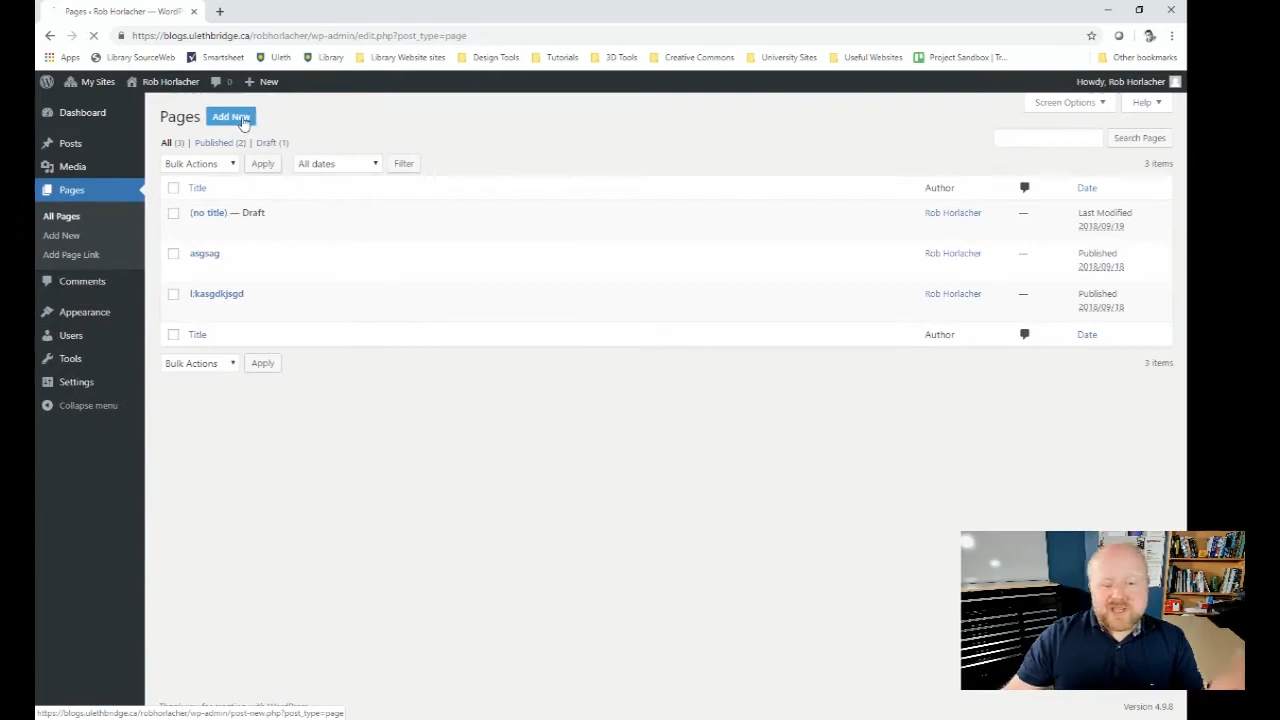 Pages ‹ Rob Horlacher — WordP
https://blogs.ulethbridge.ca/robhorlacher/wp-admin/edit.php?post_type=page
Apps Library SourceWeb Smartsheet Uleth Library Library Website sites Design Tools Tutorials 3D Tools Creative Commons University Sites Useful Websites Project Sandbox | Tr... Other bookmarks
My Sites Rob Horlacher 0 New Howdy, Rob Horlacher
Dashboard
Posts
Media
Pages
All Pages
Add New
Add Page Link
Comments
Appearance
Users
Tools
Settings
Collapse menu
Screen Options Help
Pages Add New
All (3) | Published (2) | Draft (1)
Search Pages
Bulk Actions Apply All dates Filter 3 items
Title Author Date
(no title) — Draft Rob Horlacher — Last Modified
2018/09/19
asgsag Rob Horlacher — Published
2018/09/18
l;kasgdkjsgd Rob Horlacher — Published
2018/09/18
Title Author Date
Bulk Actions Apply 3 items
Version 4.9.8
https://blogs.ulethbridge.ca/robhorlacher/wp-admin/post-new.php?post_type=page